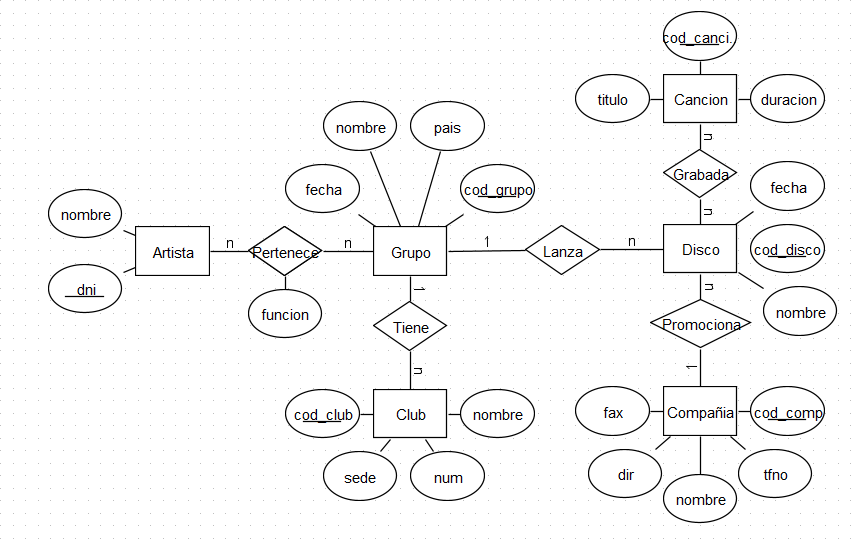 cod_canci.
titulo
Cancion
duracion
n
nombre
pais
Grabada
fecha
cod_grupo
fecha
n
nombre
Artista
n
Pertenece
n
Grupo
1
Lanza
n
Disco
cod_disco
dni
funcion
1
n
nombre
Tiene
Promociona
n
1
cod_club
Club
nombre
fax
Compañia
cod_comp
sede
num
dir
nombre
tfno